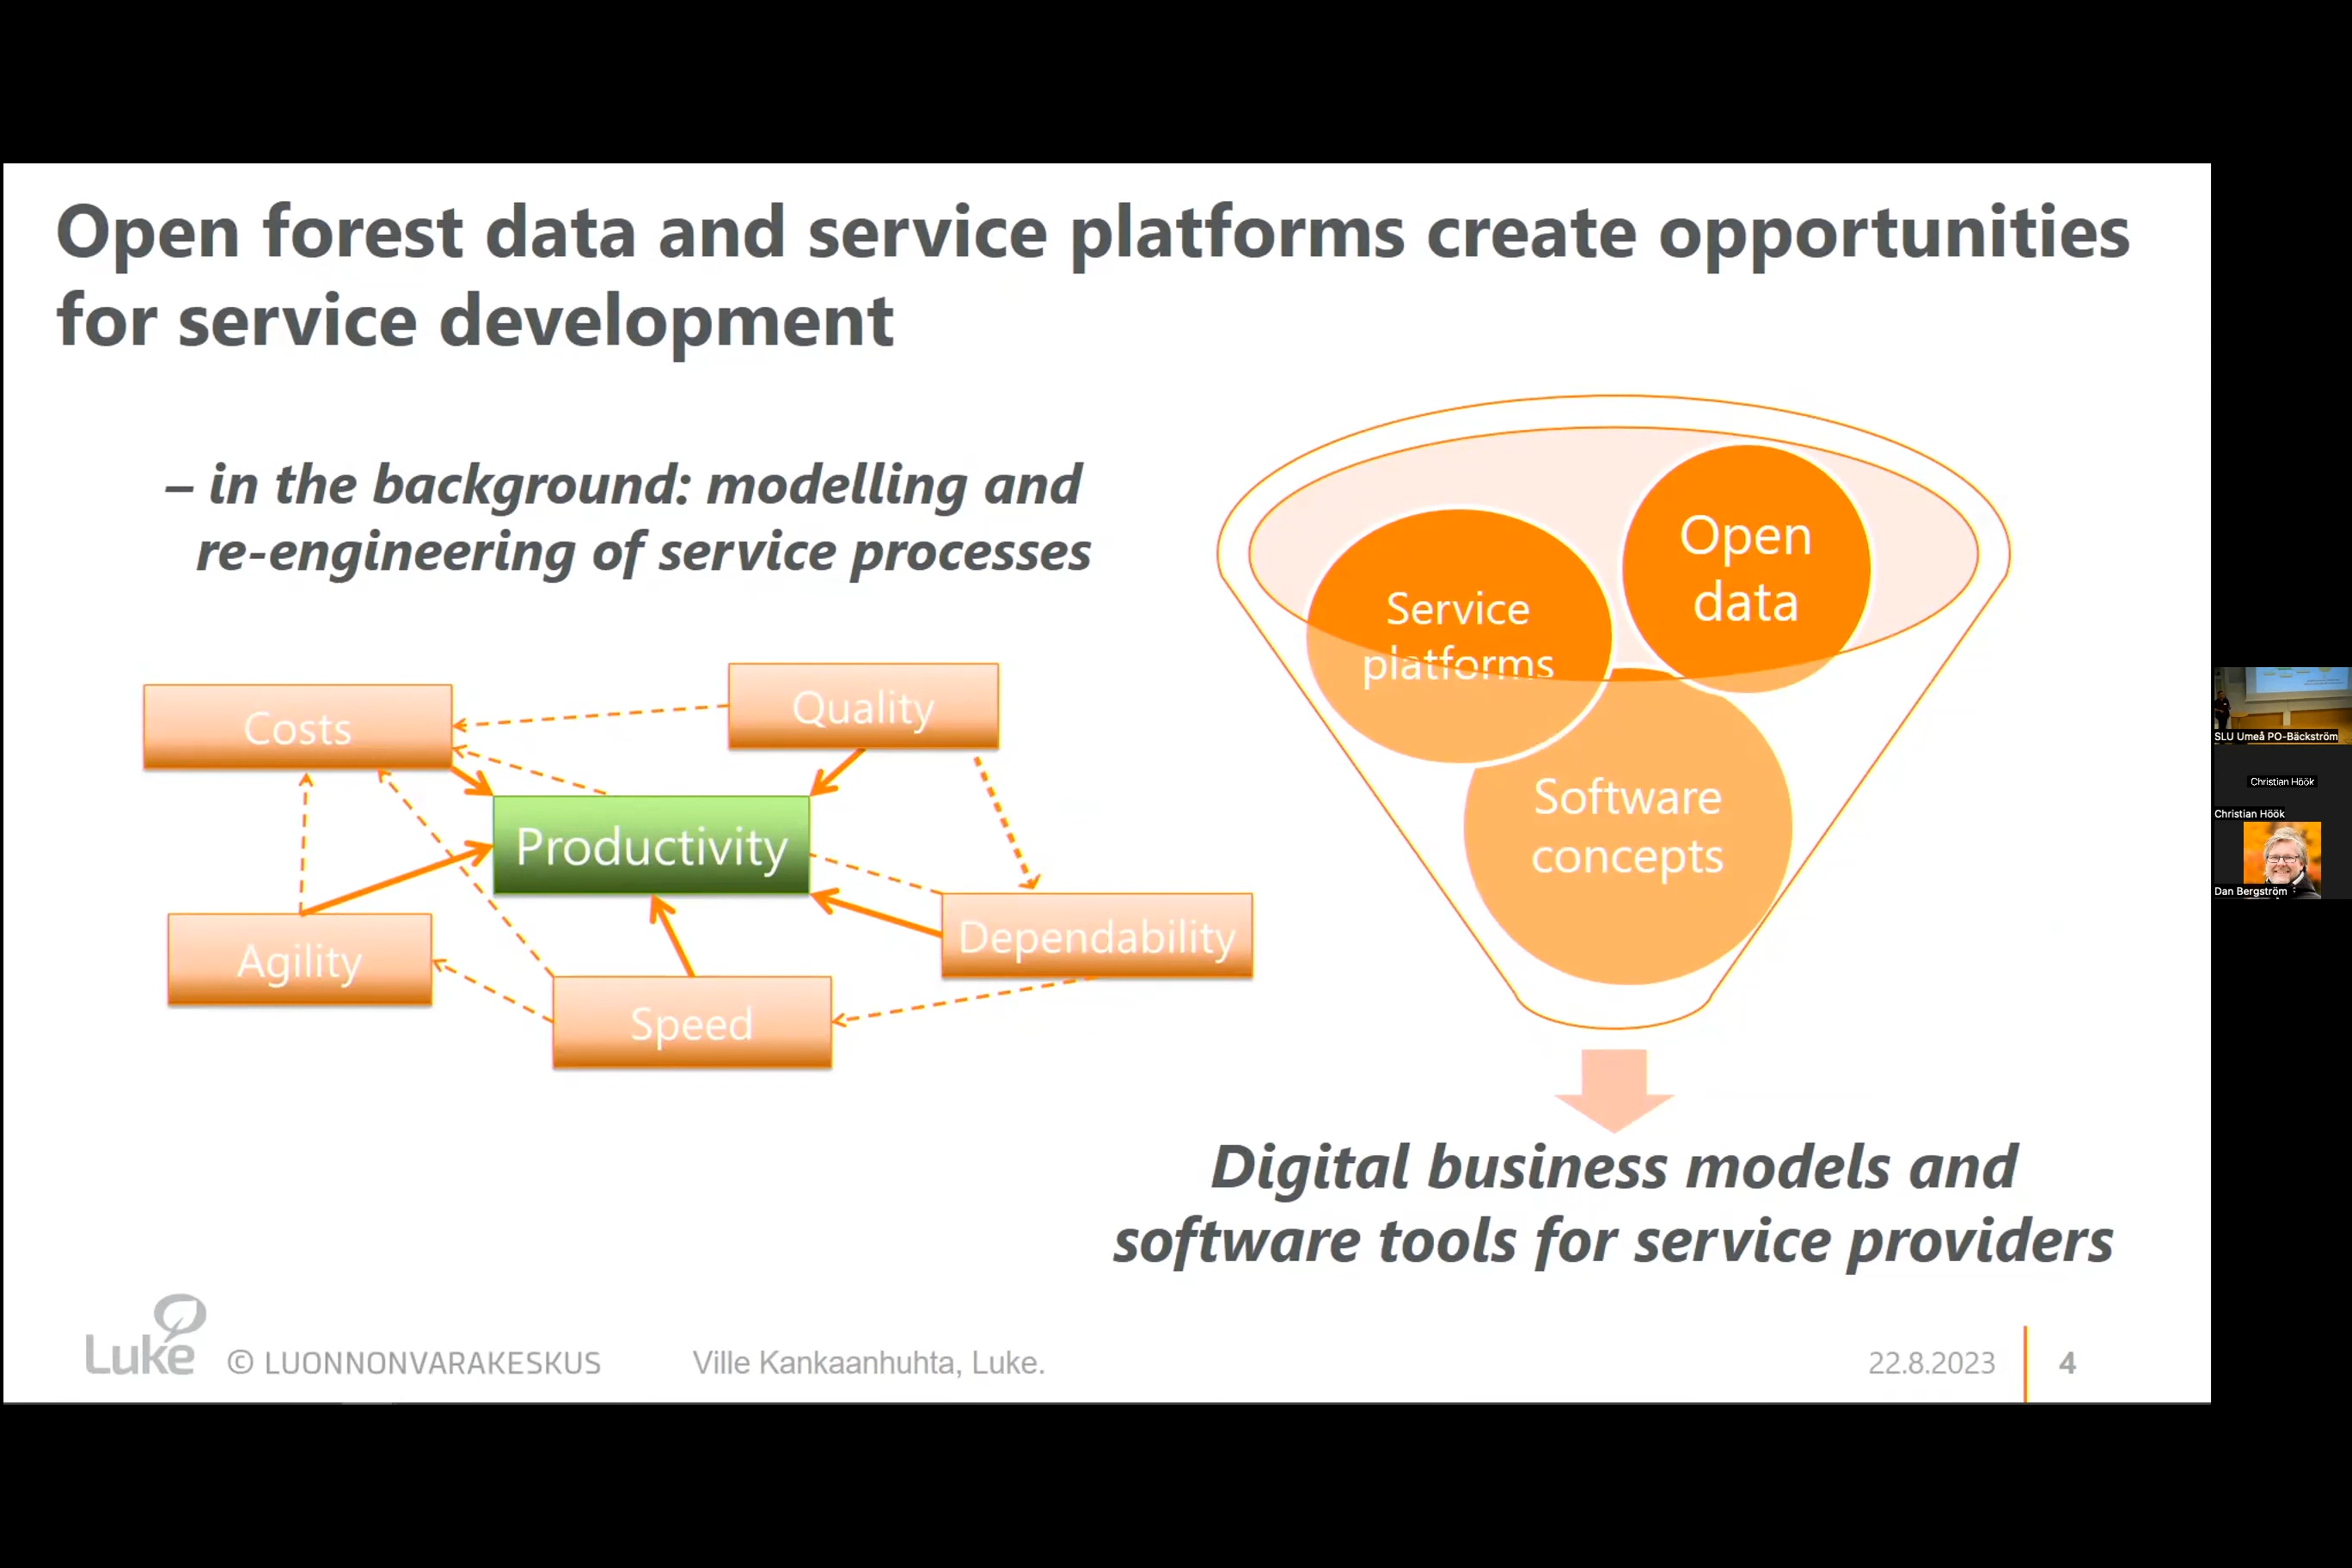 Open forest data and service platforms create opportunities
for service development
– in the background: modelling and
re-engineering of service processes
Costs
Quality
Productivity
Agility
Dependability
Speed
Open
data
Service
platforms
Software
concepts
Digital business models and
software tools for service providers
Luke
© LUONNONVARAKESKUS
Ville Kankaanhuhta, Luke.
22.8.2023
4
SLU Umeå PO-Bäckström
Christian Höök
Christian Höök
Dan Bergström